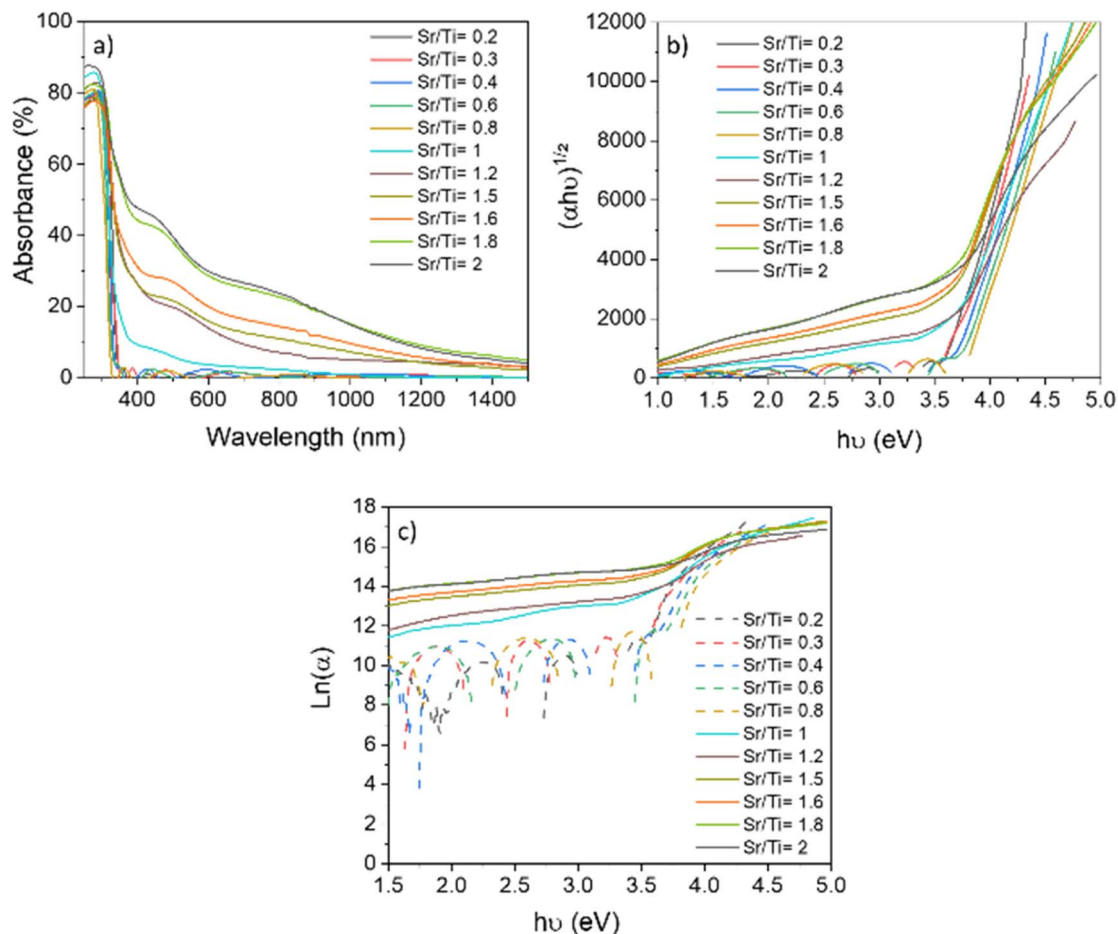 a)
Absorbance (%)
100
80
60
40
20
0
400 600 800 1000 1200 1400
Wavelength (nm)
Sr/Ti= 0.2
Sr/Ti= 0.3
Sr/Ti= 0.4
Sr/Ti= 0.6
Sr/Ti= 0.8
Sr/Ti= 1
Sr/Ti= 1.2
Sr/Ti= 1.5
Sr/Ti= 1.6
Sr/Ti= 1.8
Sr/Ti= 2
b)
(αhυ)1/2
12000
10000
8000
6000
4000
2000
0
1.0 1.5 2.0 2.5 3.0 3.5 4.0 4.5 5.0
hυ (eV)
Sr/Ti= 0.2
Sr/Ti= 0.3
Sr/Ti= 0.4
Sr/Ti= 0.6
Sr/Ti= 0.8
Sr/Ti= 1
Sr/Ti= 1.2
Sr/Ti= 1.5
Sr/Ti= 1.6
Sr/Ti= 1.8
Sr/Ti= 2
c)
Ln(α)
18
16
14
12
10
8
6
4
2
0
1.5 2.0 2.5 3.0 3.5 4.0 4.5 5.0
hυ (eV)
Sr/Ti= 0.2
Sr/Ti= 0.3
Sr/Ti= 0.4
Sr/Ti= 0.6
Sr/Ti= 0.8
Sr/Ti= 1
Sr/Ti= 1.2
Sr/Ti= 1.5
Sr/Ti= 1.6
Sr/Ti= 1.8
Sr/Ti= 2